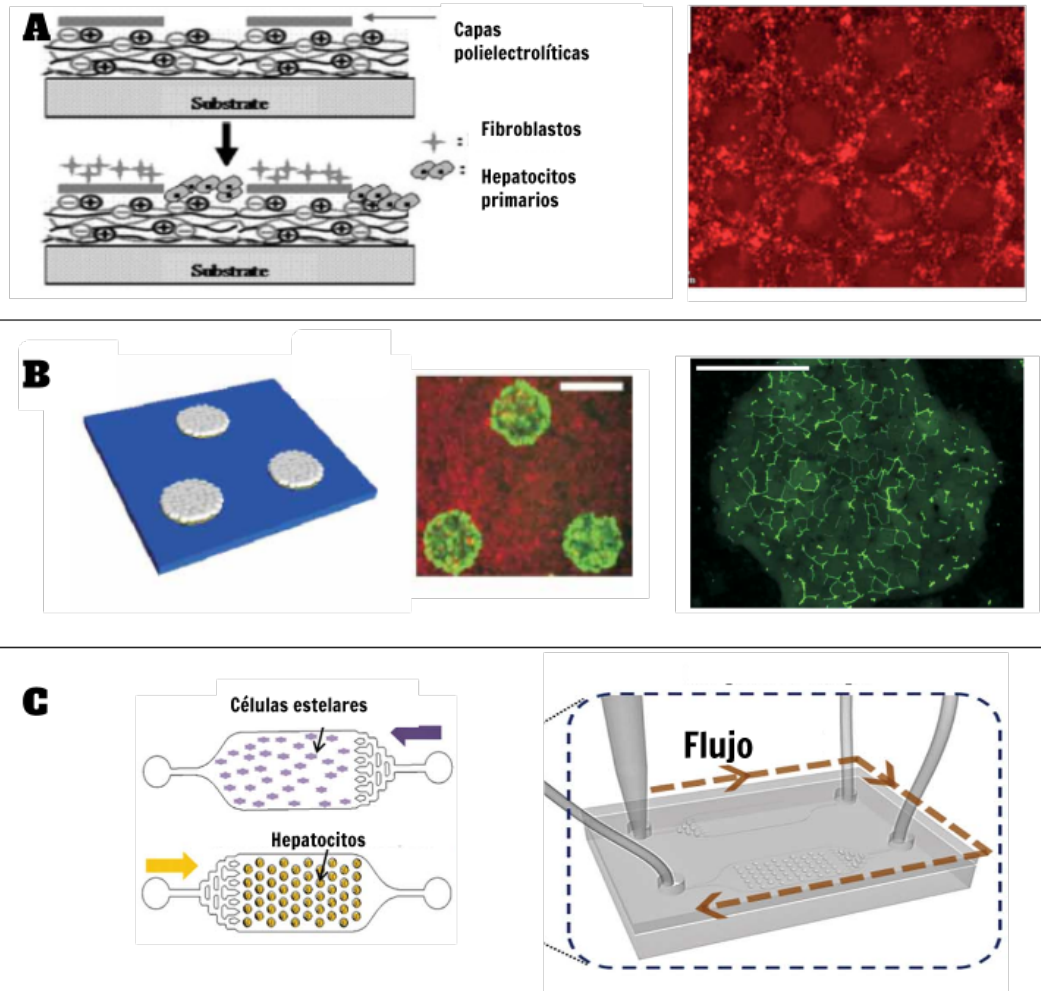 A
Capas
polielectrolíticas
Substrate
Fibroblastos
:
:
Hepatocitos
primarios
Substrate
B
C
Células estelares
Hepatocitos
Flujo